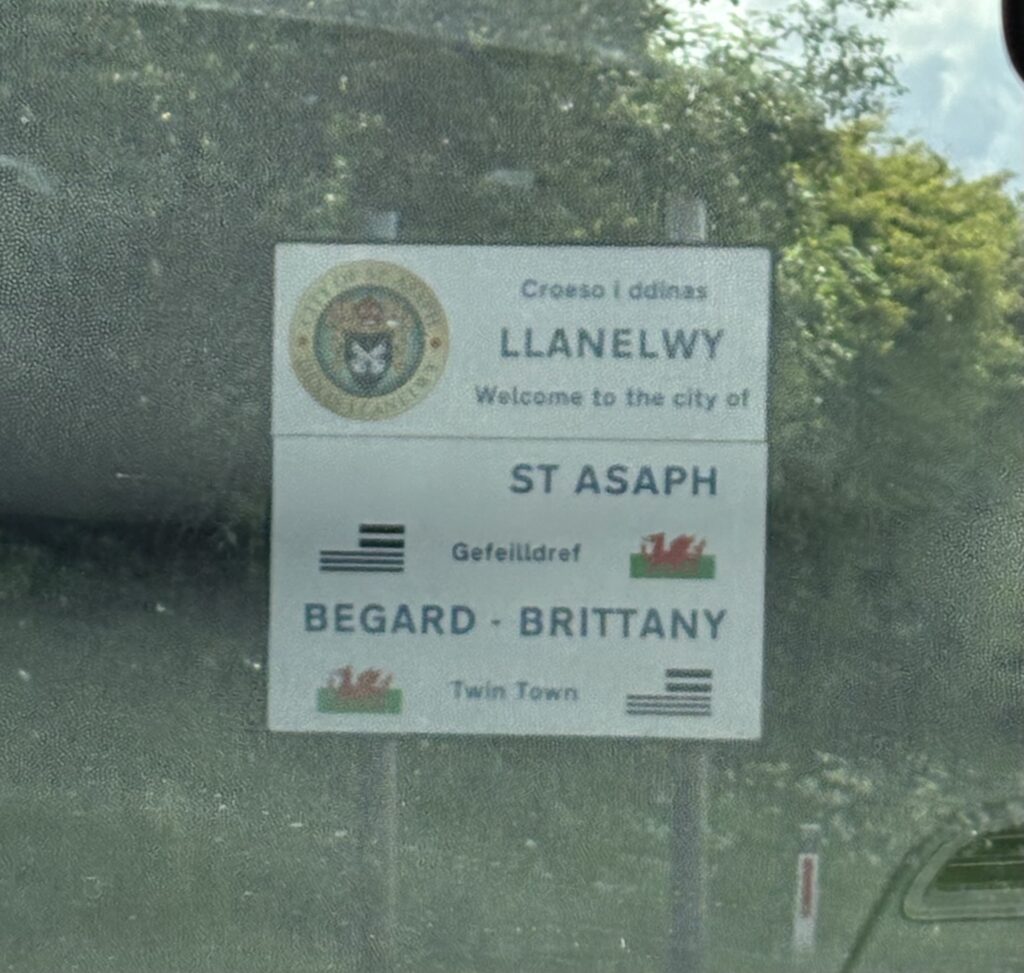 Croeso i ddinas
LLANELWY
Welcome to the city of
ST ASAPH
Gefeilldref
BEGARD - BRITTANY
Twin Town